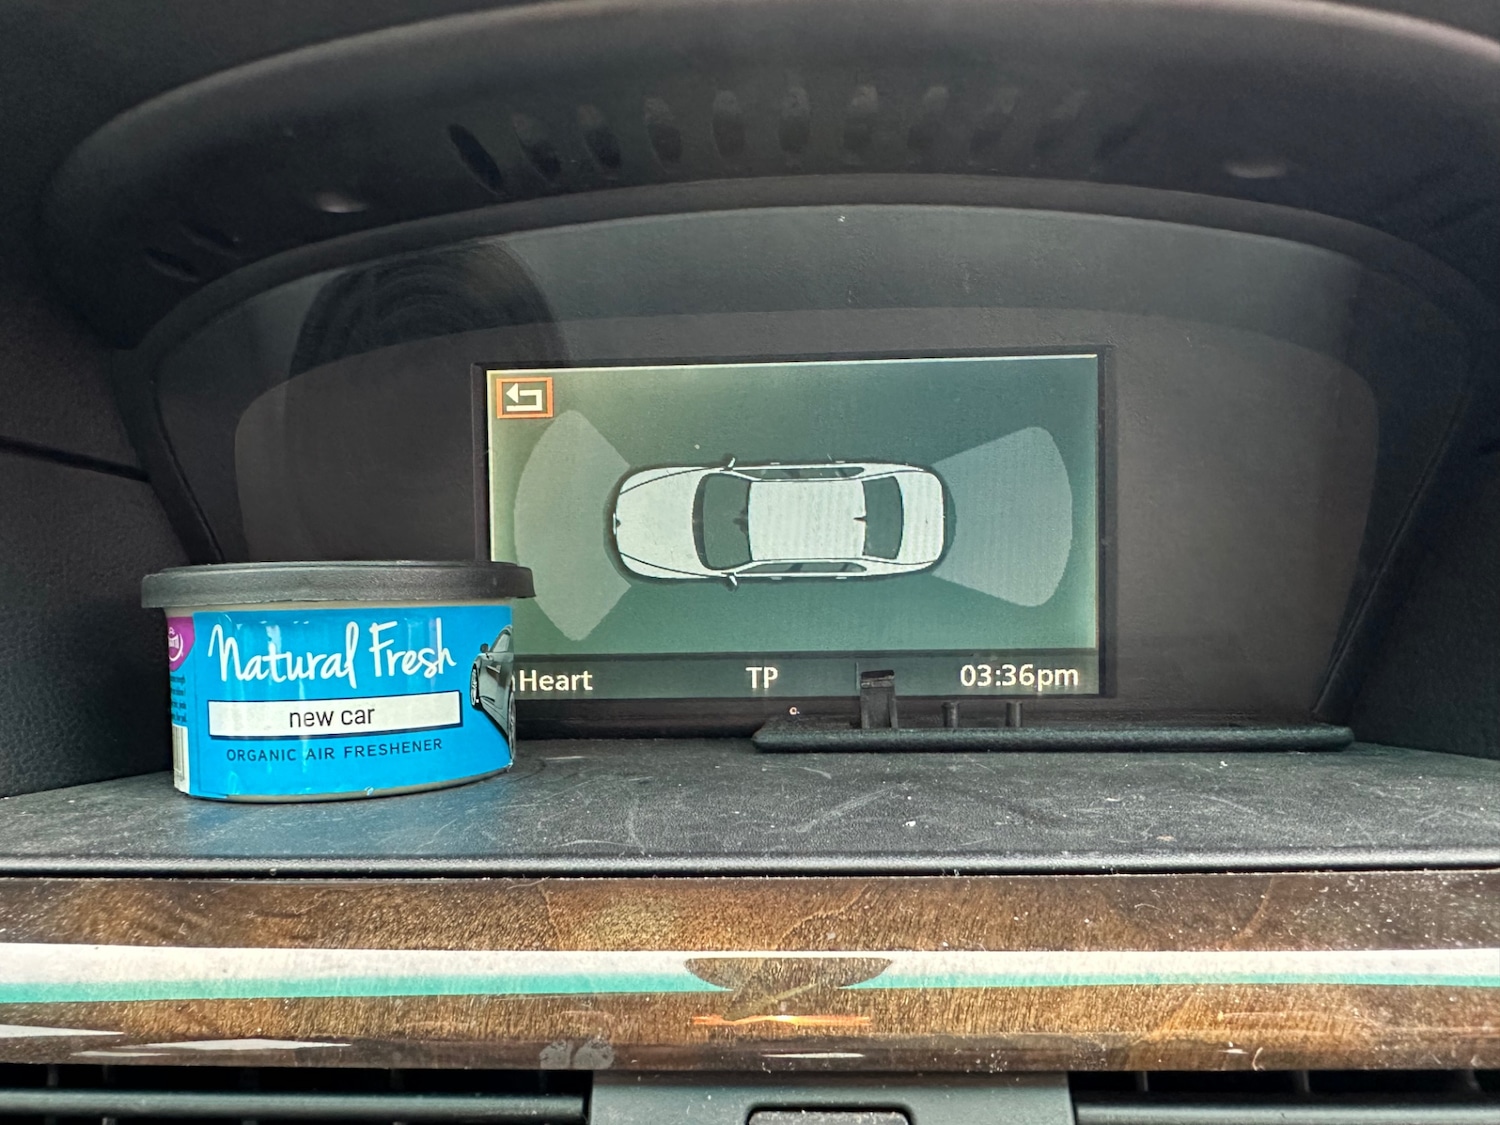 Heart TP 03:36pm
Natural Fresh
new car
ORGANIC AIR FRESHENER